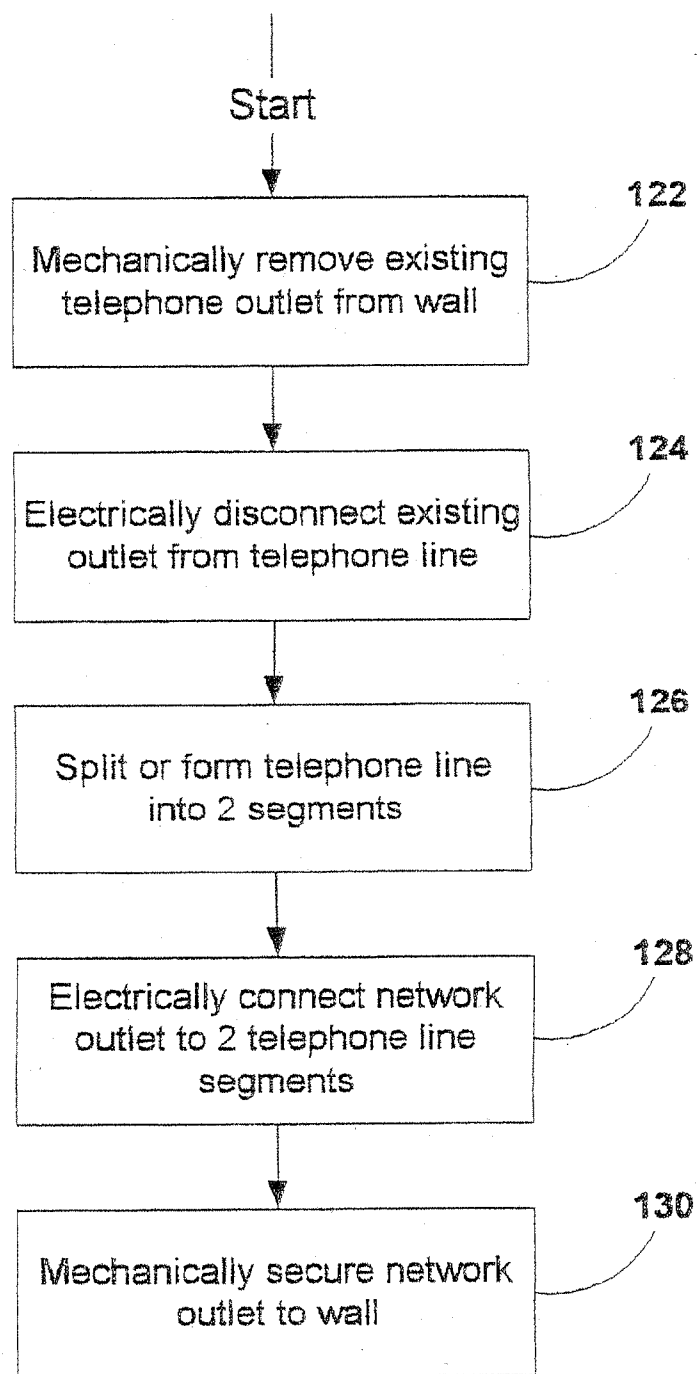 Start
122
Mechanically remove existing
telephone outlet from wall
124
Electrically disconnect existing
outlet from telephone line
126
Split or form telephone line
into 2 segments
128
Electrically connect network
outlet to 2 telephone line
segments
130
Mechanically secure network
outlet to wall